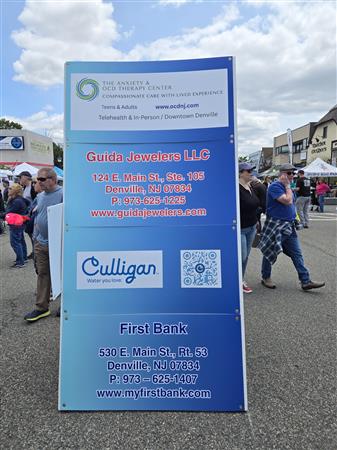 THE ANXIETY &
OCD THERAPY CENTER
COMPASSIONATE CARE WITH LIVED EXPERIENCE
Teens & Adults www.ocdnj.com
Telehealth & In-Person / Downtown Denville
Guida Jewelers LLC
124 E. Main St., Ste. 105
Denville, NJ 07834
P: 973-625-1225
www.guidajewelers.com
Culligan.
Water you love.
First Bank
530 E. Main St., Rt. 53
Denville, NJ 07834
P: 973 – 625-1407
www.myfirstbank.com